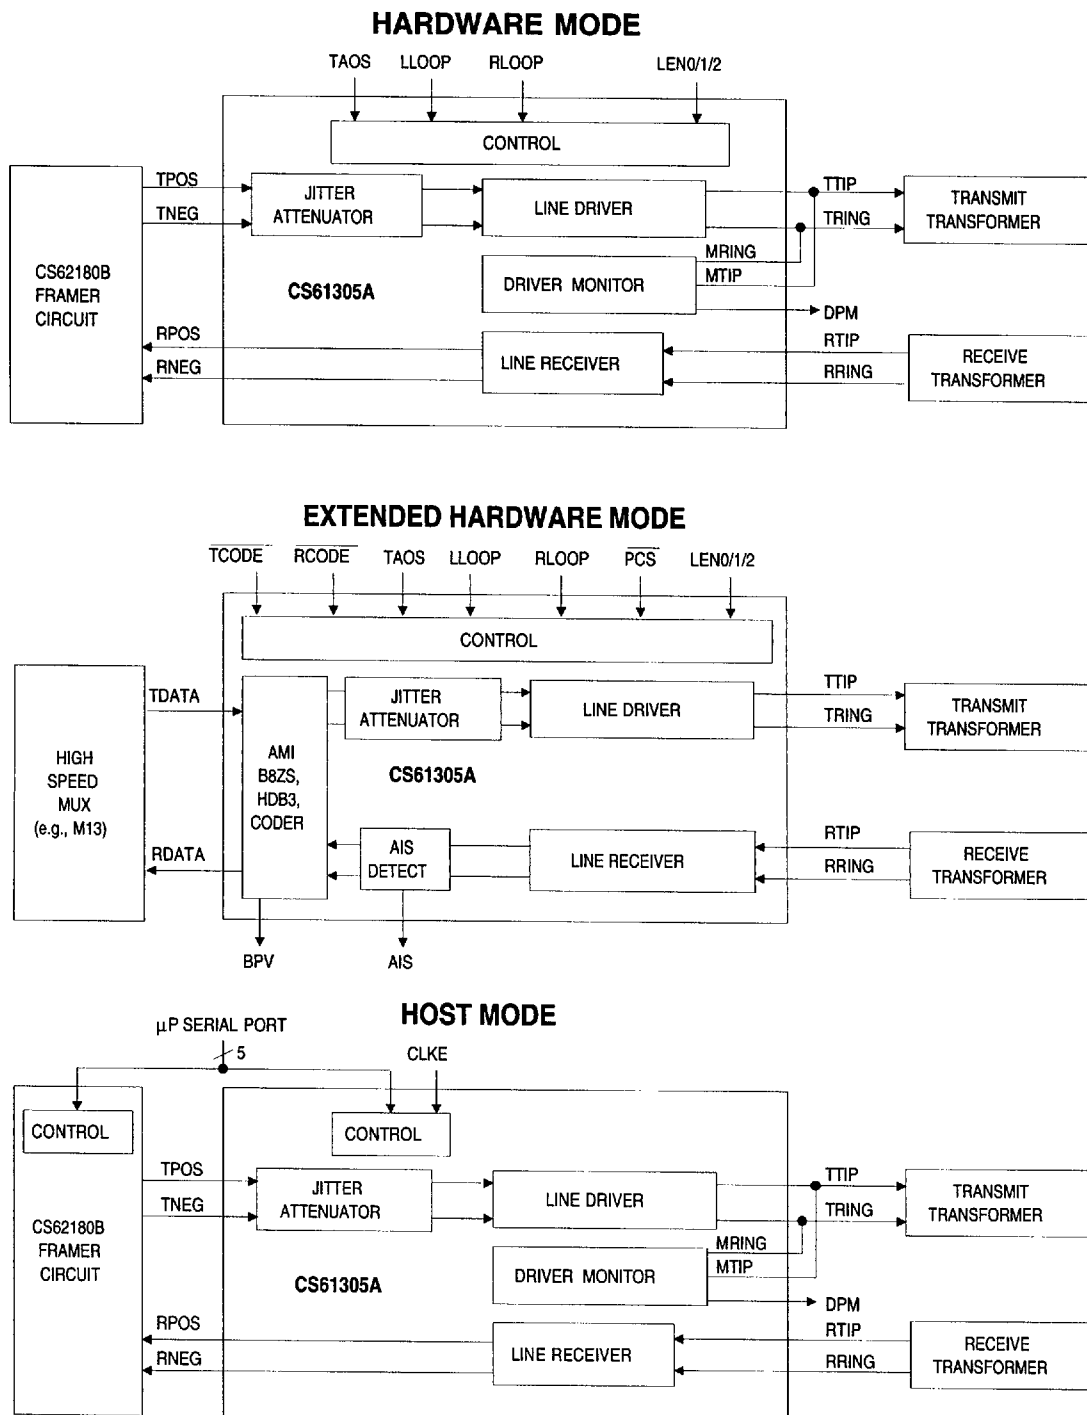 HARDWARE MODE
TAOS LLOOP RLOOP LEN0/1/2
CONTROL
TPOS
TNEG
JITTER
ATTENUATOR
LINE DRIVER
TTIP
TRING
TRANSMIT
TRANSFORMER
CS62180B
FRAMER
CIRCUIT
CS61305A
DRIVER MONITOR
MRING
MTIP
DPM
RPOS
RNEG
LINE RECEIVER
RTIP
RRING
RECEIVE
TRANSFORMER
EXTENDED HARDWARE MODE
TCODE RCODE TAOS LLOOP RLOOP PCS LEN0/1/2
CONTROL
TDATA
JITTER
ATTENUATOR
LINE DRIVER
TTIP
TRING
TRANSMIT
TRANSFORMER
HIGH
SPEED
MUX
(e.g., M13)
AMI
B8ZS,
HDB3,
CODER
CS61305A
RDATA
AIS
DETECT
LINE RECEIVER
RTIP
RRING
RECEIVE
TRANSFORMER
BPV AIS
HOST MODE
µP SERIAL PORT
5
CLKE
CONTROL
CONTROL
TPOS
TNEG
JITTER
ATTENUATOR
LINE DRIVER
TTIP
TRING
TRANSMIT
TRANSFORMER
CS62180B
FRAMER
CIRCUIT
CS61305A
DRIVER MONITOR
MRING
MTIP
DPM
RPOS
RNEG
LINE RECEIVER
RTIP
RRING
RECEIVE
TRANSFORMER